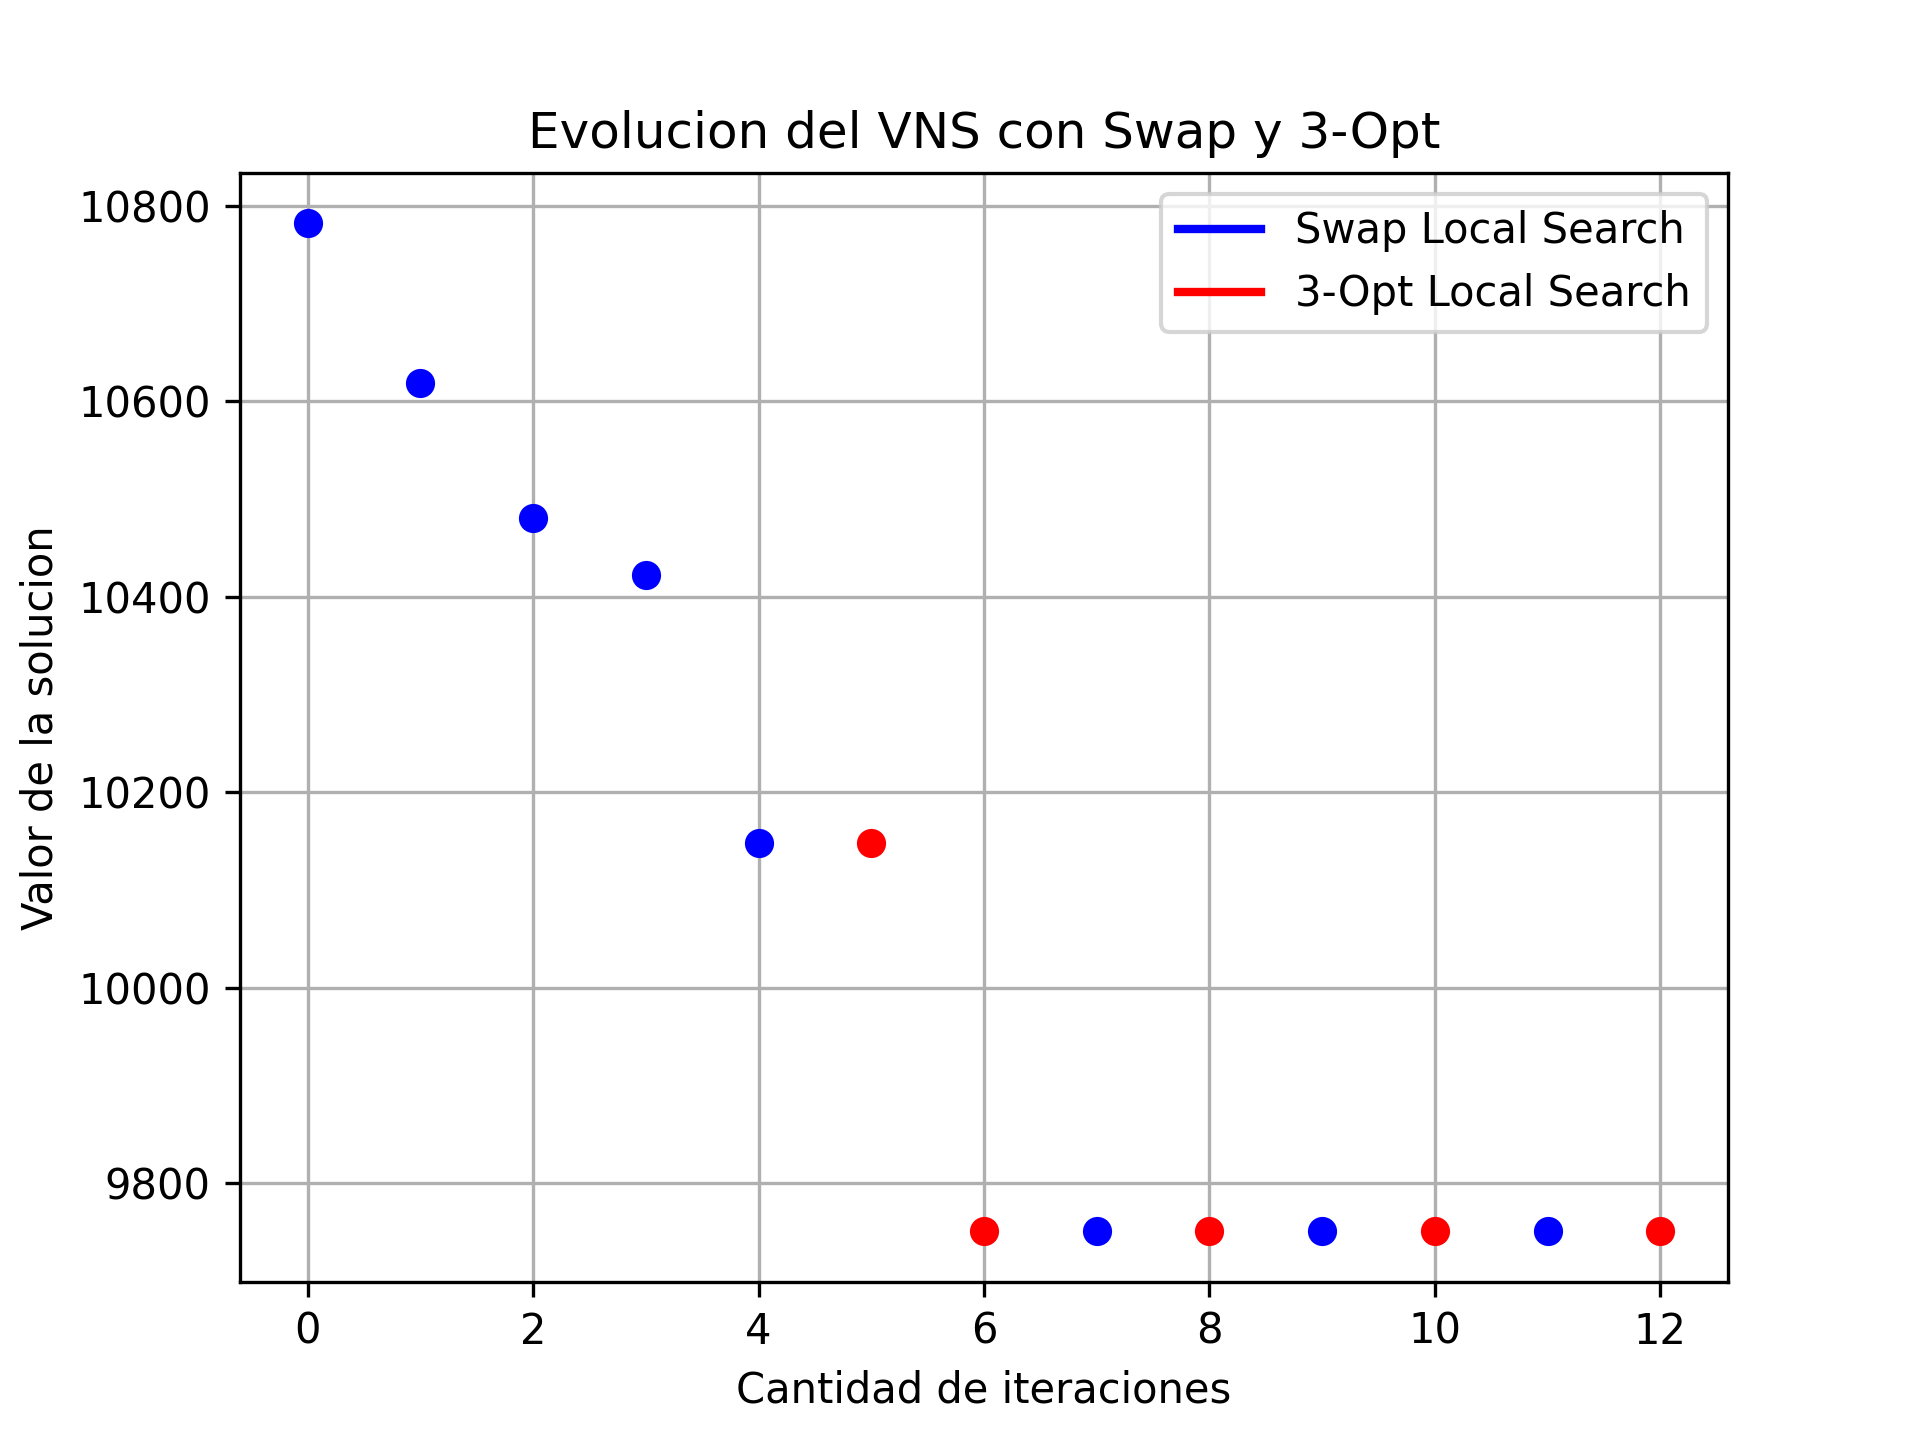 Evolucion del VNS con Swap y 3-Opt
Swap Local Search
3-Opt Local Search
Valor de la solucion
10800
10600
10400
10200
10000
9800
0 2 4 6 8 10 12
Cantidad de iteraciones